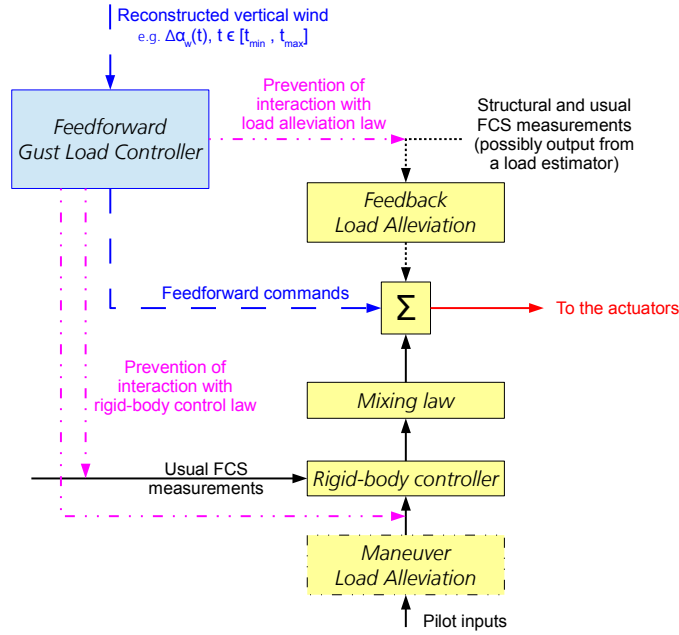 Reconstructed vertical wind
e.g. Δα_w(t), t ϵ [t_min , t_max]
Feedforward
Gust Load Controller
Prevention of
interaction with
load alleviation law
Structural and usual
FCS measurements
(possibly output from
a load estimator)
Feedback
Load Alleviation
Feedforward commands
Σ
To the actuators
Prevention of
interaction with
rigid-body control law
Mixing law
Usual FCS
measurements
Rigid-body controller
Maneuver
Load Alleviation
Pilot inputs